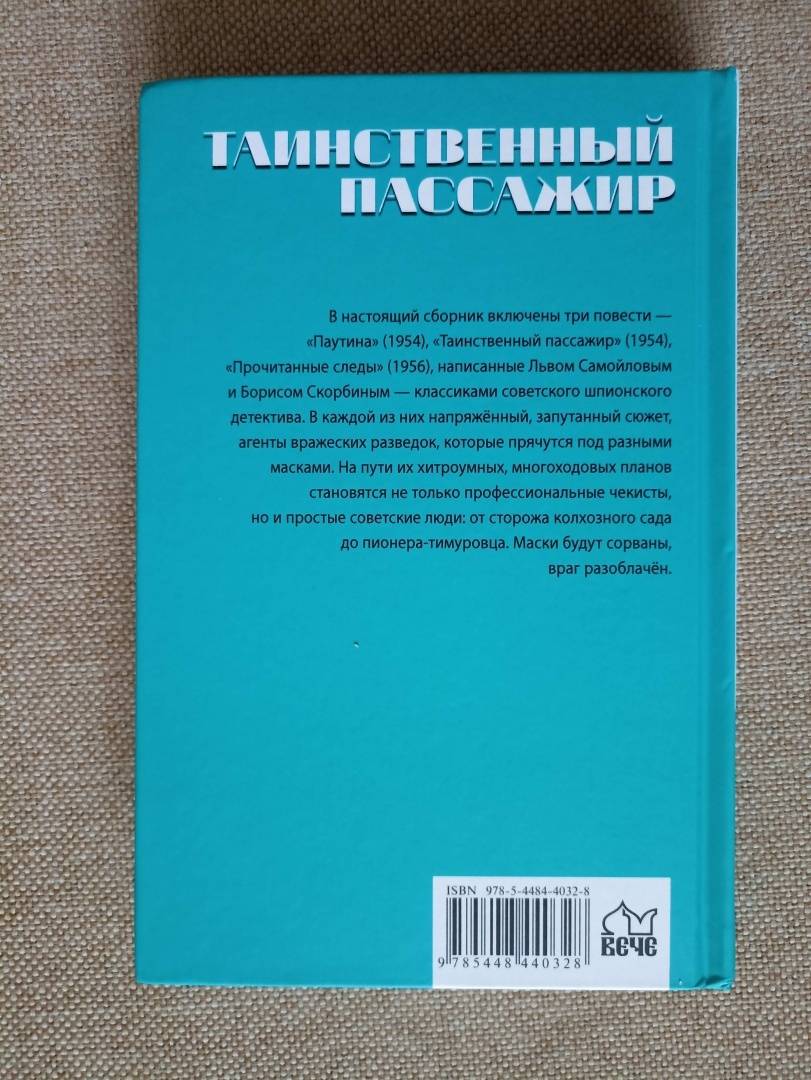 ТАИНСТВЕННЫЙ
ПАССАЖИР
В настоящий сборник включены три повести —
«Паутина» (1954), «Таинственный пассажир» (1954),
«Прочитанные следы» (1956), написанные Львом Самойловым
и Борисом Скорбиным — классиками советского шпионского
детектива. В каждой из них напряжённый, запутанный сюжет,
агенты вражеских разведок, которые прячутся под разными
масками. На пути их хитроумных, многоходовых планов
становятся не только профессиональные чекисты,
но и простые советские люди: от сторожа колхозного сада
до пионера-тимуровца. Маски будут сорваны,
враг разоблачён.
ISBN 978-5-4484-4032-8
9 785448 440328
ВЕЧЕ